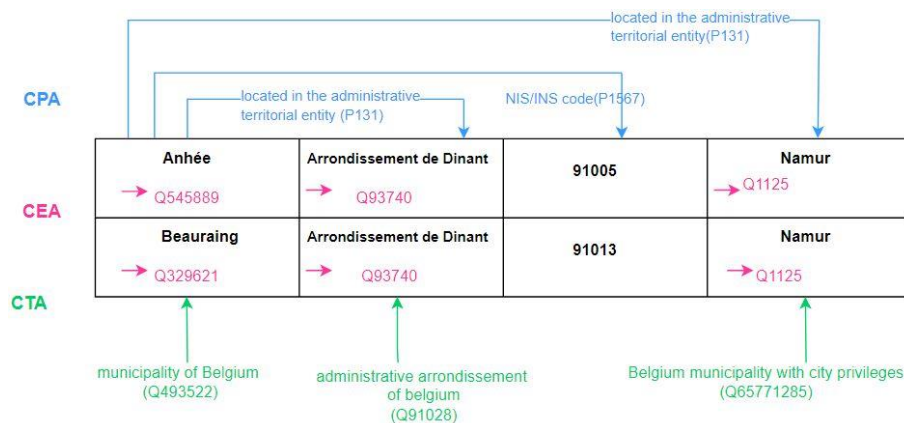 located in the administrative
territorial entity(P131)
CPA
located in the administrative
territorial entity (P131)
NIS/INS code(P1567)
Anhée
Arrondissement de Dinant
91005
Namur
Q545889
Q93740
Q1125
CEA
Beauraing
Arrondissement de Dinant
91013
Namur
Q329621
Q93740
Q1125
CTA
municipality of Belgium
(Q493522)
administrative arrondissement
of belgium
(Q91028)
Belgium municipality with city privileges
(Q65771285)